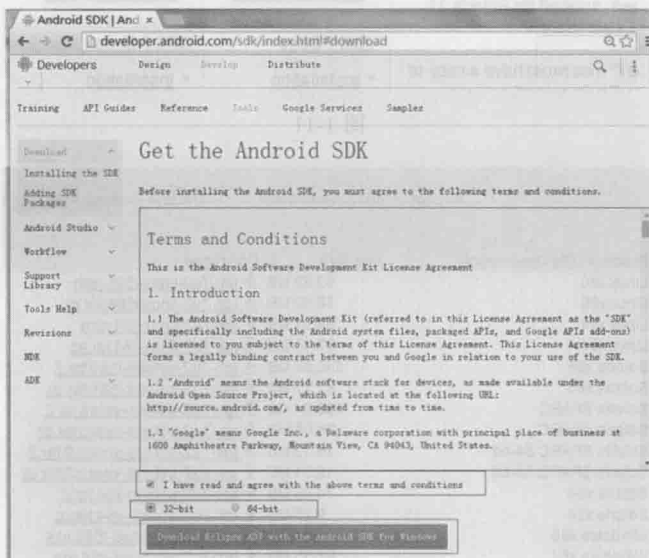 Android SDK | And ×
developer.android.com/sdk/index.html#download
Developers
Design Develop Distribute
Training API Guides Reference Tools Google Services Samples
Download
Installing the SDK
Adding SDK
Packages
Android Studio
Workflow
Support
Library
Tools Help
Revisions
NDK
ADK
Get the Android SDK
Before installing the Android SDK, you must agree to the following terms and conditions.
Terms and Conditions
This is the Android Software Development Kit License Agreement
1. Introduction
1.1 The Android Software Development Kit (referred to in this License Agreement as the "SDK"
and specifically including the Android system files, packaged APIs, and Google APIs add-ons)
is licensed to you subject to the terms of this License Agreement. This License Agreement
forms a legally binding contract between you and Google in relation to your use of the SDK.
1.2 "Android" means the Android software stack for devices, as made available under the
Android Open Source Project, which is located at the following URL:
http://source.android.com/, as updated from time to time.
1.3 "Google" means Google Inc., a Delaware corporation with principal place of business at
1600 Amphitheatre Parkway, Mountain View, CA 94043, United States.
I have read and agree with the above terms and conditions
32-bit 64-bit
Download Eclipse ADT with the Android SDK for Windows